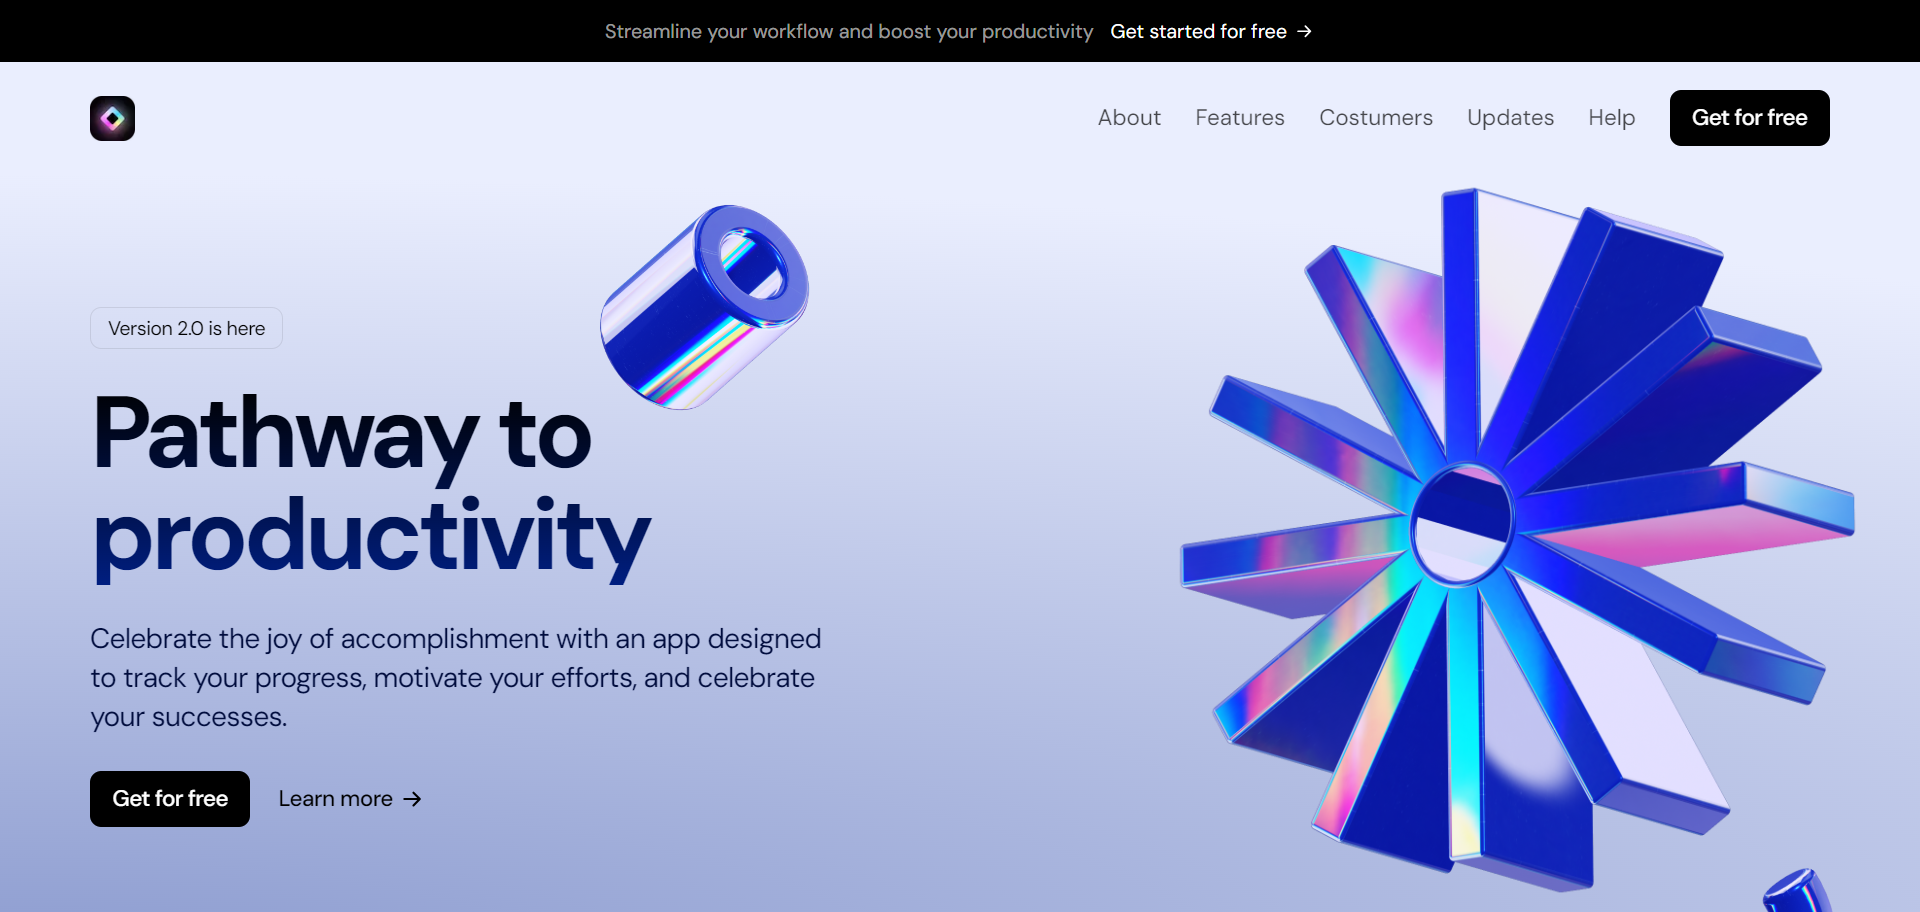 Streamline your workflow and boost your productivity Get started for free →
About Features Costumers Updates Help Get for free
Version 2.0 is here
Pathway to
productivity
Celebrate the joy of accomplishment with an app designed
to track your progress, motivate your efforts, and celebrate
your successes.
Get for free Learn more →